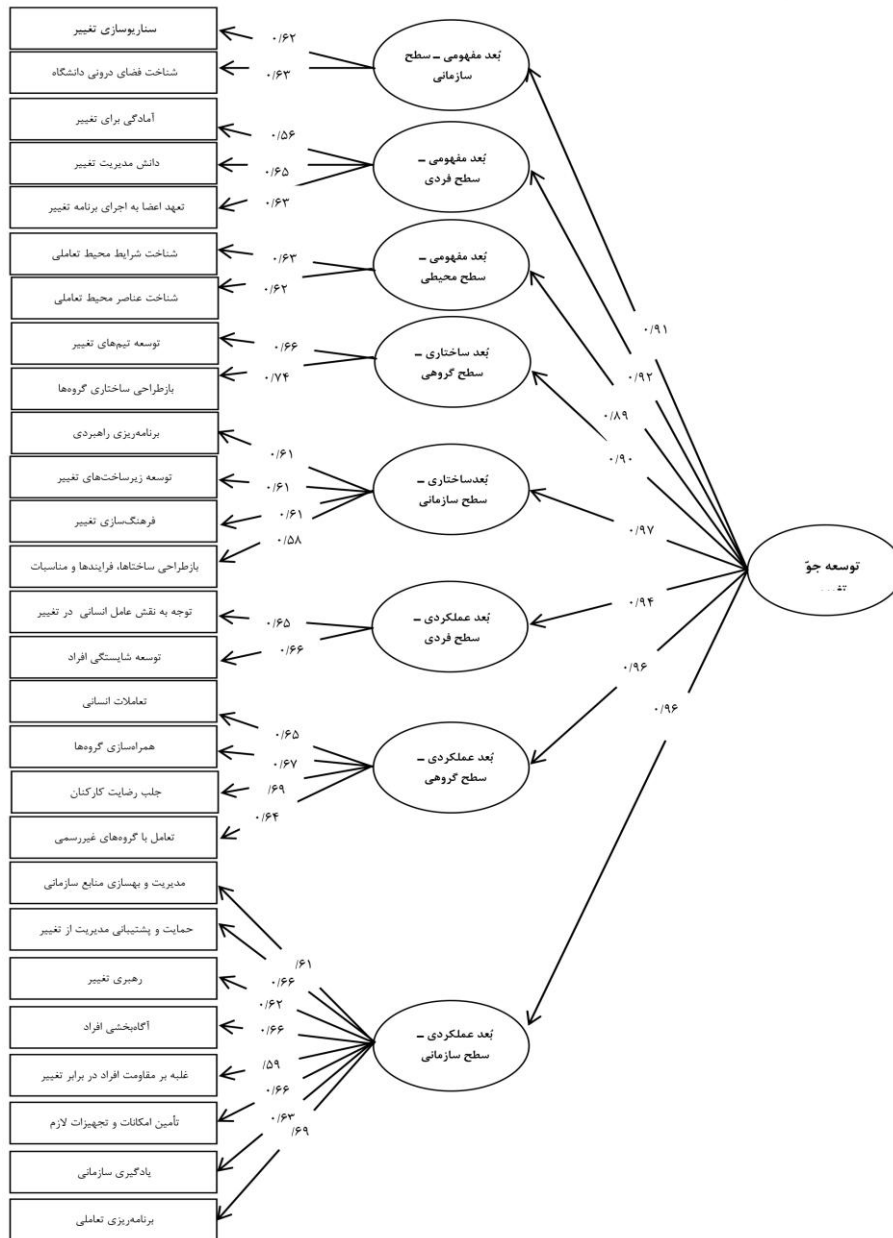 سناریوسازی تغییر
شناخت فضای درونی دانشگاه
آمادگی برای تغییر
دانش مدیریت تغییر
تعهد اعضا به اجرای برنامه تغییر
شناخت شرایط محیط تعاملی
شناخت عناصر محیط تعاملی
توسعه تیم‌های تغییر
بازطراحی ساختاری گروه‌ها
برنامه‌ریزی راهبردی
توسعه زیرساخت‌های تغییر
فرهنگ‌سازی تغییر
بازطراحی ساختاها، فرایندها و مناسبات
توجه به نقش عامل انسانی در تغییر
توسعه شایستگی افراد
تعاملات انسانی
همراه‌سازی گروه‌ها
جلب رضایت کارکنان
تعامل با گروه‌های غیررسمی
مدیریت و بهسازی منابع سازمانی
حمایت و پشتیبانی مدیریت از تغییر
رهبری تغییر
آگاه‌بخشی افراد
غلبه بر مقاومت افراد در برابر تغییر
تأمین امکانات و تجهیزات لازم
یادگیری سازمانی
برنامه‌ریزی تعاملی
۰/۶۲
۰/۶۳
۰/۵۶
۰/۶۵
۰/۶۳
۰/۶۳
۰/۶۲
۰/۶۶
۰/۷۴
۰/۶۱
۰/۶۱
۰/۶۱
۰/۵۸
۰/۶۵
۰/۶۶
۰/۶۵
۰/۶۷
/۶۹
۰/۶۴
/۶۱
۰/۶۶
۰/۶۲
۰/۶۶
/۵۹
۰/۶۶
۰/۶۳
/۶۹
بُعد مفهومی – سطح
سازمانی
بُعد مفهومی –
سطح فردی
بُعد مفهومی –
سطح محیطی
بُعد ساختاری –
سطح گروهی
بُعدساختاری –
سطح سازمانی
بُعد عملکردی –
سطح فردی
بُعد عملکردی –
سطح گروهی
بُعد عملکردی –
سطح سازمانی
۰/۹۱
۰/۹۲
۰/۸۹
۰/۹۰
۰/۹۷
۰/۹۴
۰/۹۶
۰/۹۶
توسعه جوّ